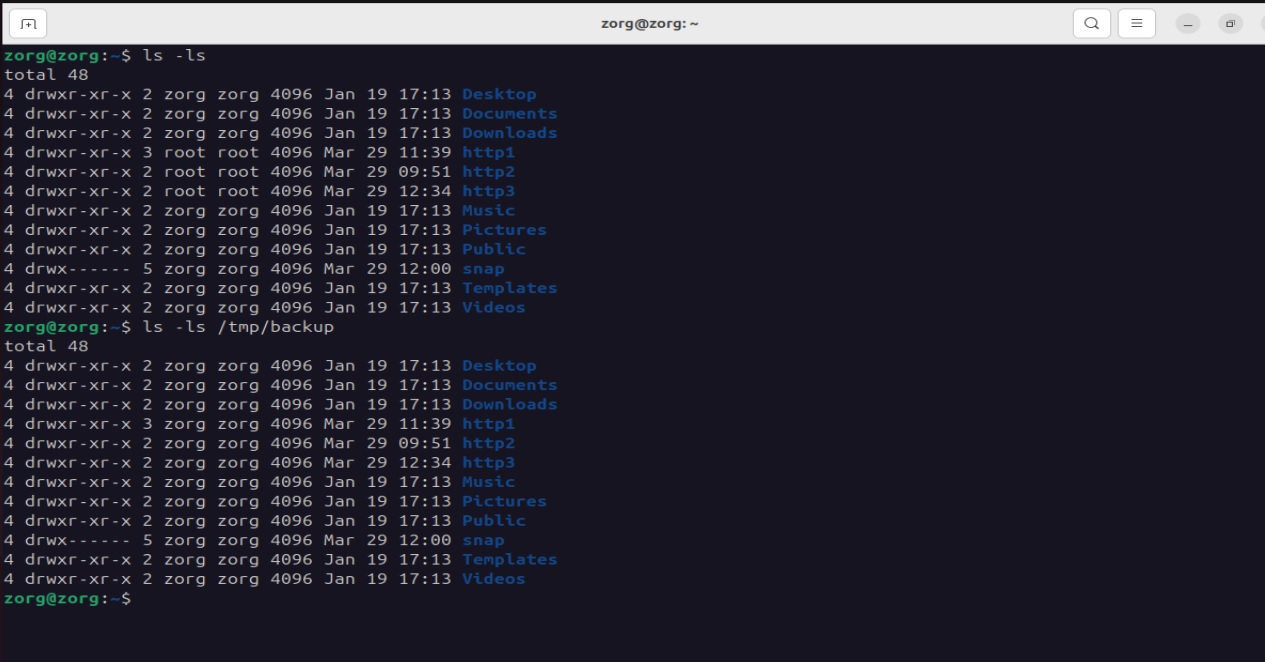 zorg@zorg: ~
zorg@zorg:~$ ls -ls
total 48
4 drwxr-xr-x 2 zorg zorg 4096 Jan 19 17:13 Desktop
4 drwxr-xr-x 2 zorg zorg 4096 Jan 19 17:13 Documents
4 drwxr-xr-x 2 zorg zorg 4096 Jan 19 17:13 Downloads
4 drwxr-xr-x 3 root root 4096 Mar 29 11:39 http1
4 drwxr-xr-x 2 root root 4096 Mar 29 09:51 http2
4 drwxr-xr-x 2 root root 4096 Mar 29 12:34 http3
4 drwxr-xr-x 2 zorg zorg 4096 Jan 19 17:13 Music
4 drwxr-xr-x 2 zorg zorg 4096 Jan 19 17:13 Pictures
4 drwxr-xr-x 2 zorg zorg 4096 Jan 19 17:13 Public
4 drwx------ 5 zorg zorg 4096 Mar 29 12:00 snap
4 drwxr-xr-x 2 zorg zorg 4096 Jan 19 17:13 Templates
4 drwxr-xr-x 2 zorg zorg 4096 Jan 19 17:13 Videos
zorg@zorg:~$ ls -ls /tmp/backup
total 48
4 drwxr-xr-x 2 zorg zorg 4096 Jan 19 17:13 Desktop
4 drwxr-xr-x 2 zorg zorg 4096 Jan 19 17:13 Documents
4 drwxr-xr-x 2 zorg zorg 4096 Jan 19 17:13 Downloads
4 drwxr-xr-x 3 zorg zorg 4096 Mar 29 11:39 http1
4 drwxr-xr-x 2 zorg zorg 4096 Mar 29 09:51 http2
4 drwxr-xr-x 2 zorg zorg 4096 Mar 29 12:34 http3
4 drwxr-xr-x 2 zorg zorg 4096 Jan 19 17:13 Music
4 drwxr-xr-x 2 zorg zorg 4096 Jan 19 17:13 Pictures
4 drwxr-xr-x 2 zorg zorg 4096 Jan 19 17:13 Public
4 drwx------ 5 zorg zorg 4096 Mar 29 12:00 snap
4 drwxr-xr-x 2 zorg zorg 4096 Jan 19 17:13 Templates
4 drwxr-xr-x 2 zorg zorg 4096 Jan 19 17:13 Videos
zorg@zorg:~$